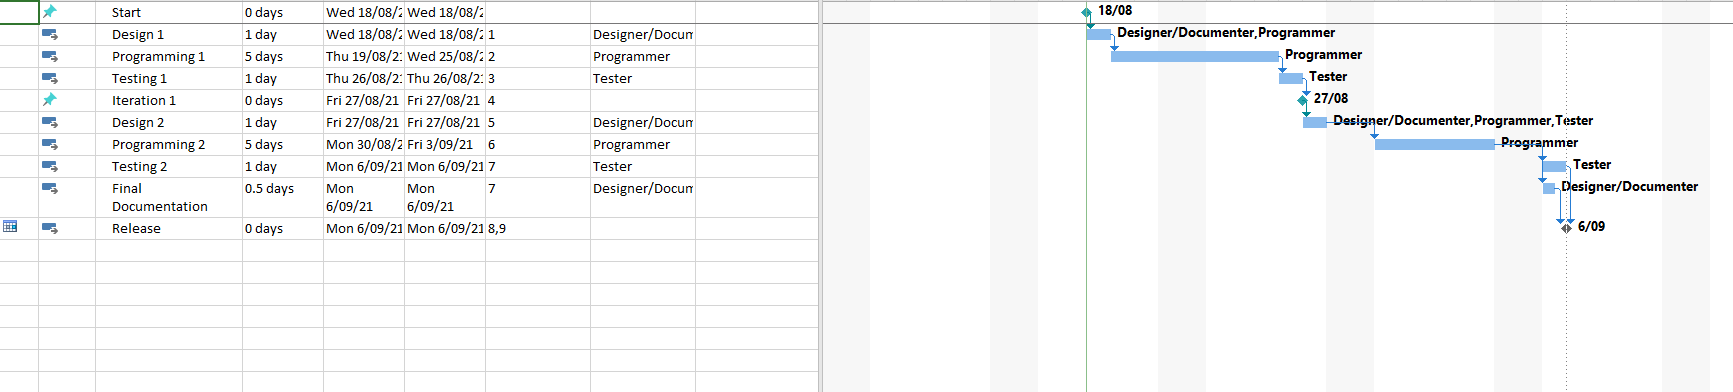 Start 0 days Wed 18/08/2 Wed 18/08/2 18/08
Design 1 1 day Wed 18/08/2 Wed 18/08/2 1 Designer/Docum Designer/Documenter,Programmer
Programming 1 5 days Thu 19/08/21 Wed 25/08/2 2 Programmer Programmer
Testing 1 1 day Thu 26/08/21 Thu 26/08/21 3 Tester Tester
Iteration 1 0 days Fri 27/08/21 Fri 27/08/21 4 27/08
Design 2 1 day Fri 27/08/21 Fri 27/08/21 5 Designer/Docum Designer/Documenter,Programmer,Tester
Programming 2 5 days Mon 30/08/2 Fri 3/09/21 6 Programmer Programmer
Testing 2 1 day Mon 6/09/21 Mon 6/09/21 7 Tester Tester
Final 0.5 days Mon Mon 7 Designer/Docum Designer/Documenter
Documentation 6/09/21 6/09/21
Release 0 days Mon 6/09/21 Mon 6/09/21 8,9 6/09